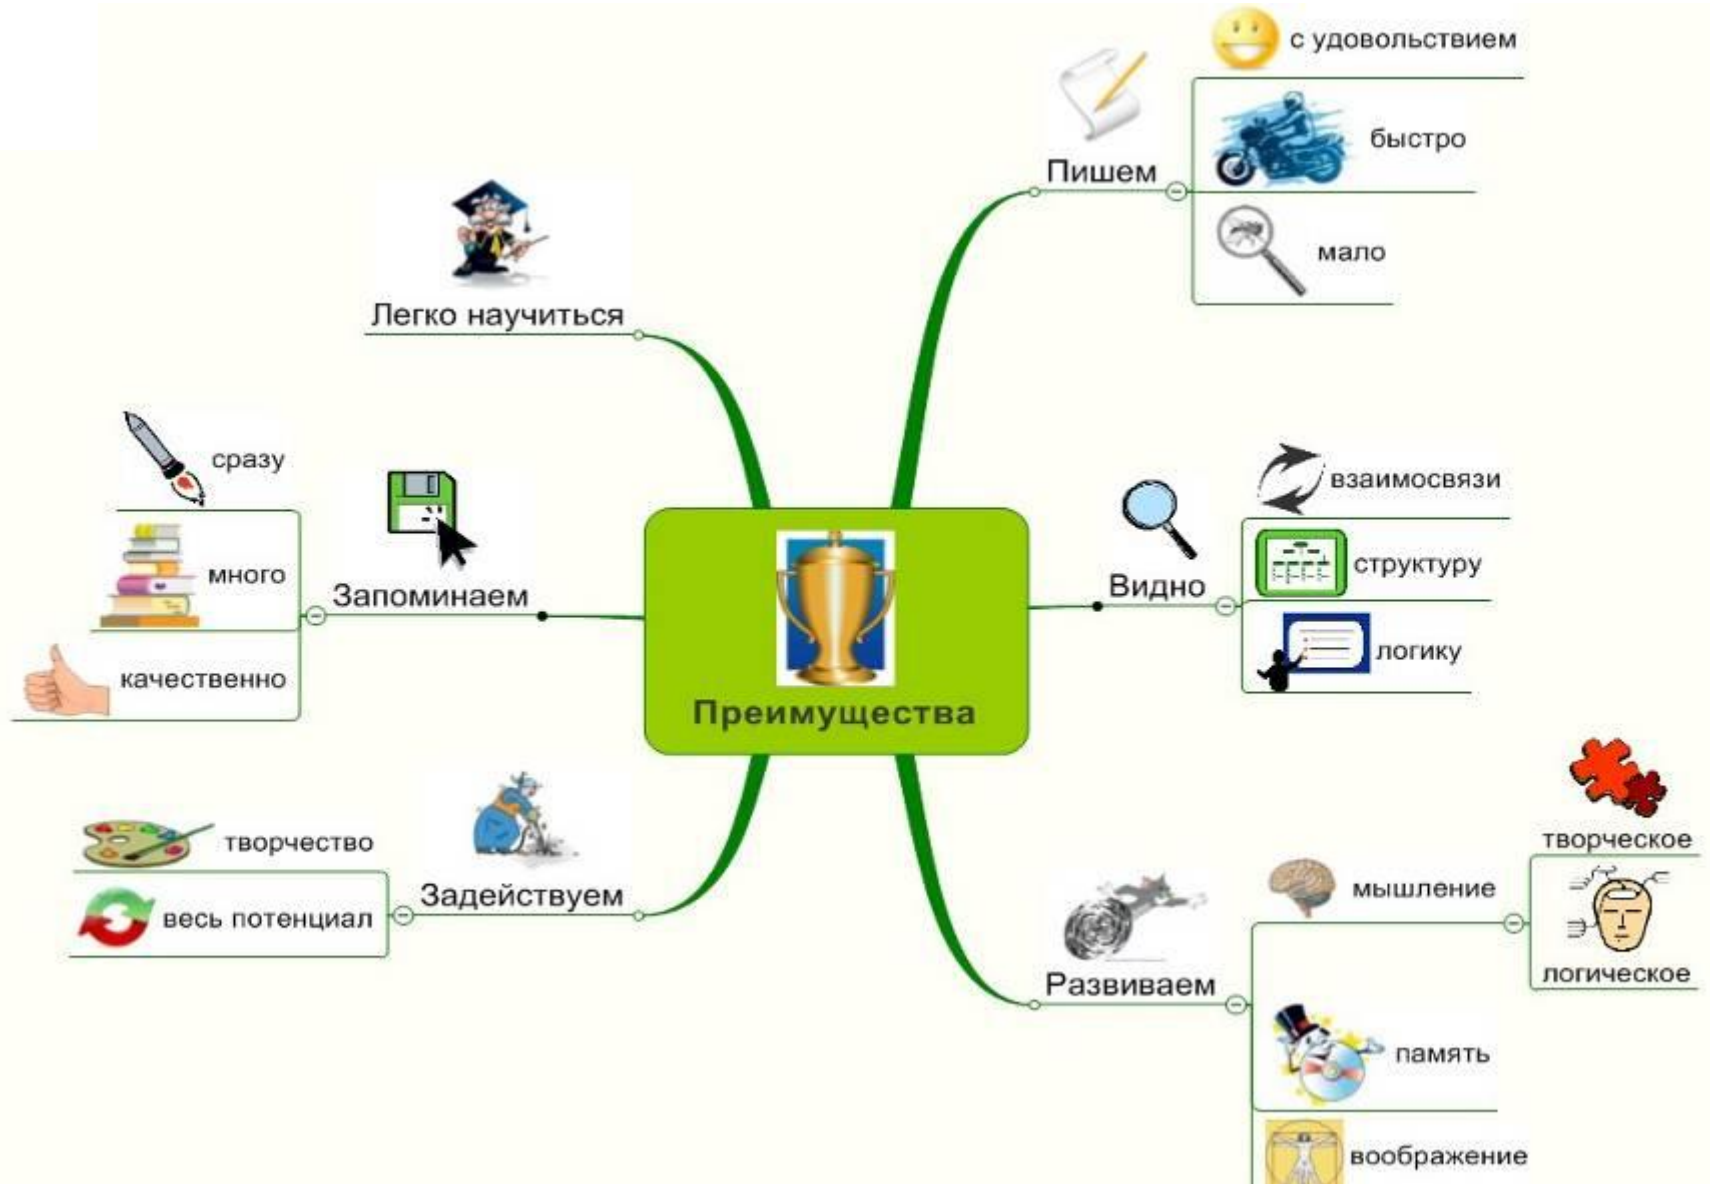 с удовольствием
быстро
Пишем
мало
Легко научиться
сразу
много
Запоминаем
качественно
взаимосвязи
Видно
структуру
логику
Преимущества
творчество
Задействуем
весь потенциал
творческое
мышление
логическое
Развиваем
память
воображение